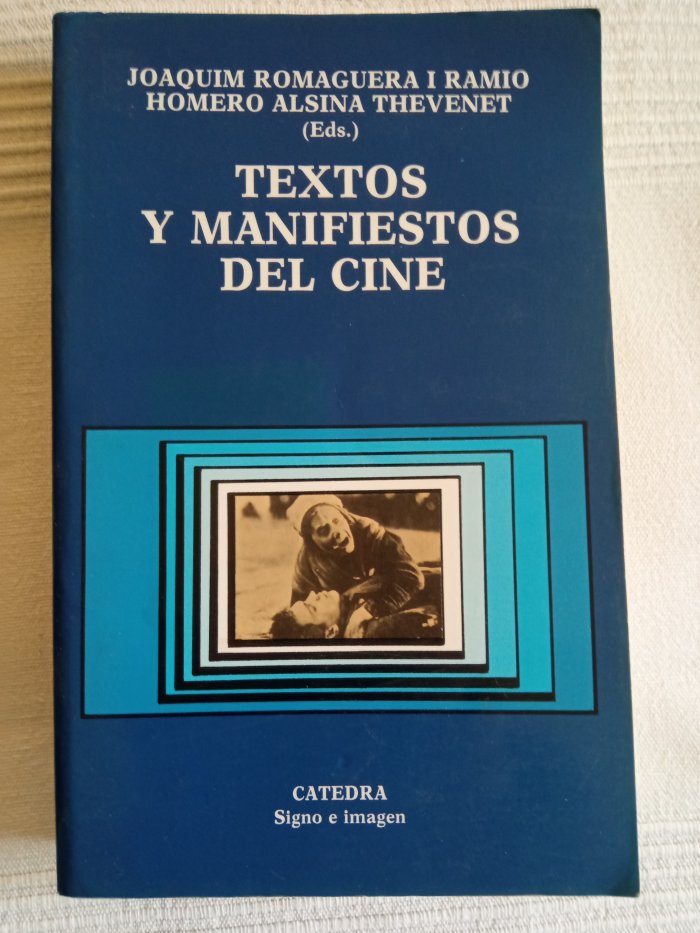 JOAQUIM ROMAGUERA I RAMIO
HOMERO ALSINA THEVENET
(Eds.)
TEXTOS
Y MANIFIESTOS
DEL CINE
CATEDRA
Signo e imagen